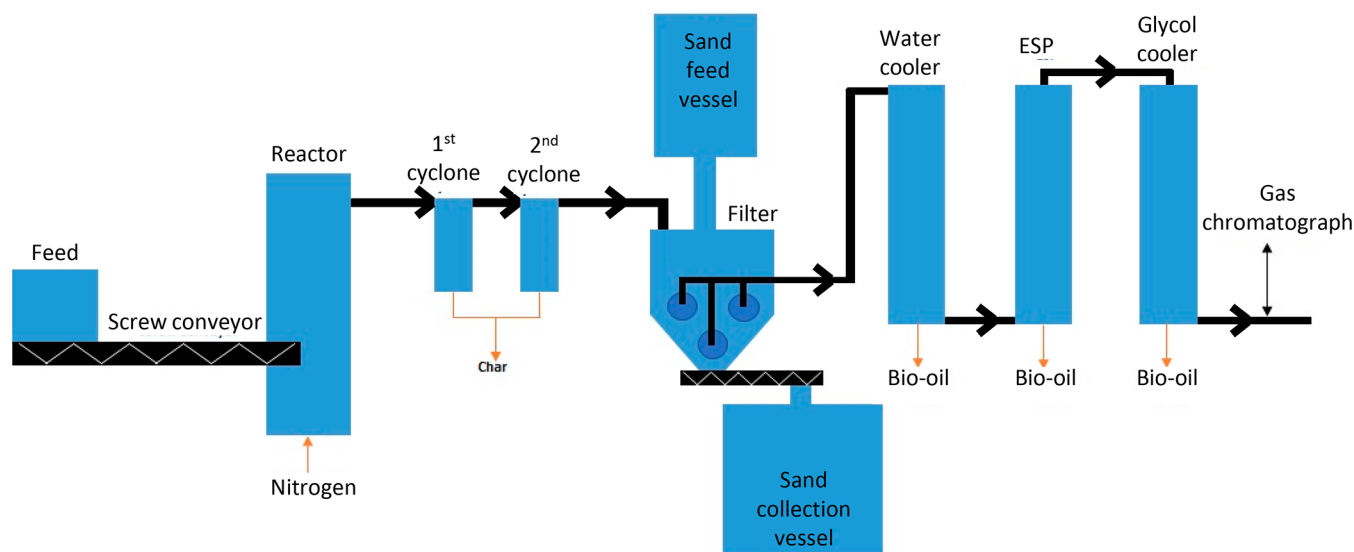 Sand
feed
vessel
Water
cooler
ESP
Glycol
cooler
1st
cyclone
2nd
cyclone
Reactor
Filter
Gas
chromatograph
Feed
Screw conveyor
Char
Bio-oil
Bio-oil
Bio-oil
Nitrogen
Sand
collection
vessel